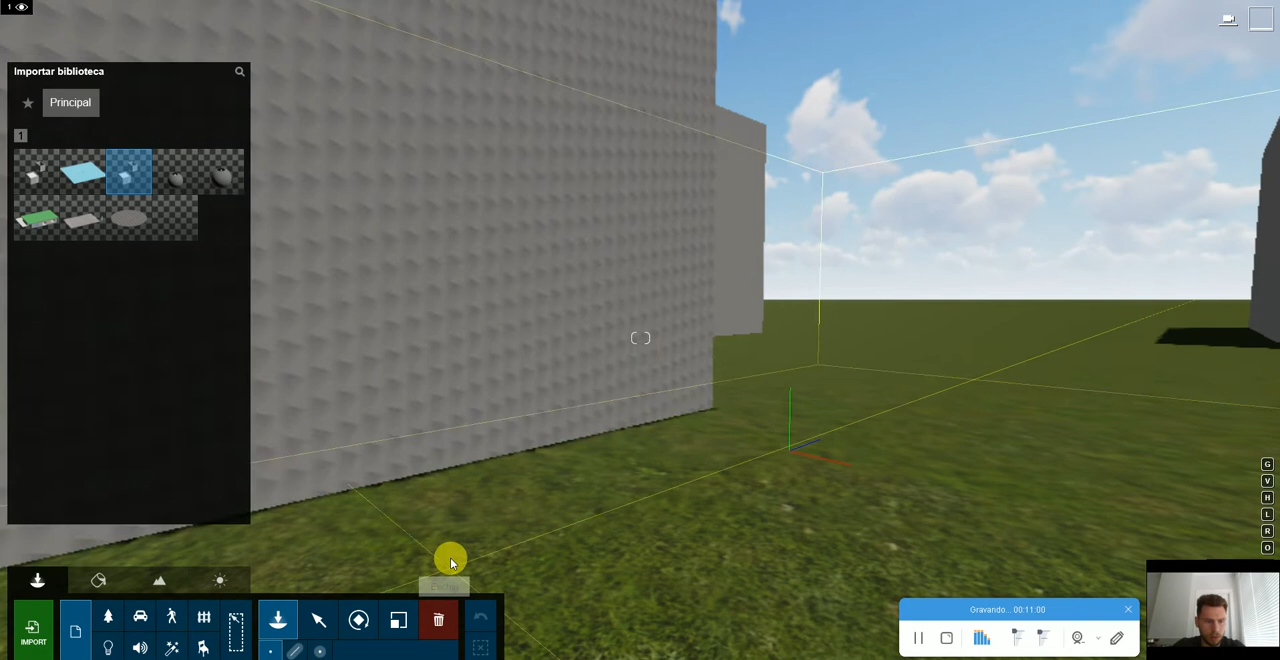 1
Importar biblioteca
Principal
1
G
V
H
L
R
O
IMPORT
Gravando... 00:11:00